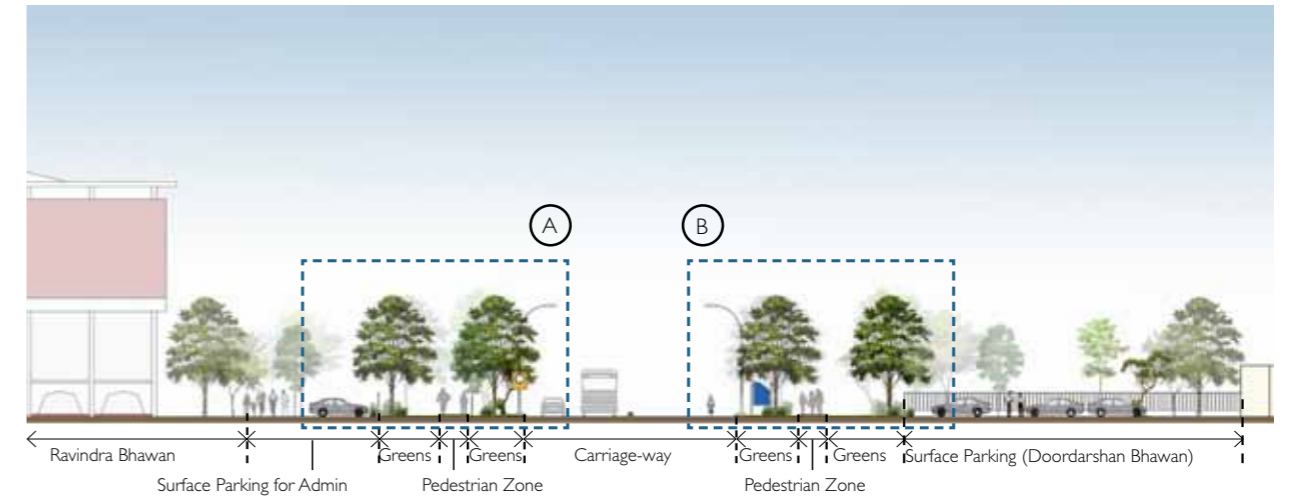 A
B
Ravindra Bhawan
Greens
Greens
Carriage-way
Greens
Greens
Surface Parking (Doordarshan Bhawan)
Surface Parking for Admin
Pedestrian Zone
Pedestrian Zone